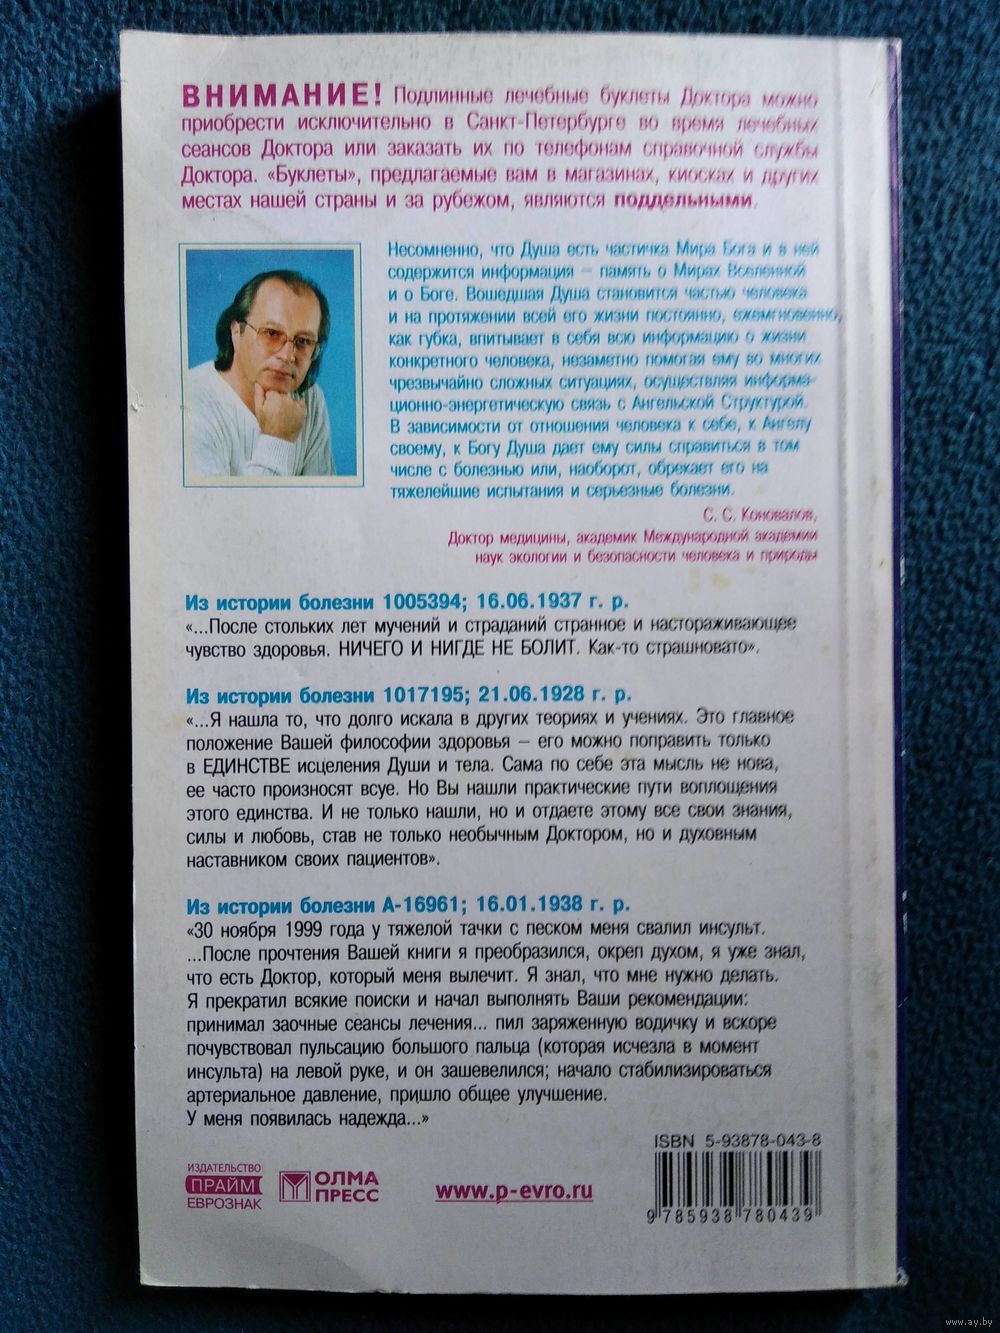 ВНИМАНИЕ! Подлинные лечебные буклеты Доктора можно
приобрести исключительно в Санкт-Петербурге во время лечебных
сеансов Доктора или заказать их по телефонам справочной службы
Доктора. «Буклеты», предлагаемые вам в магазинах, киосках и других
местах нашей страны и за рубежом, являются поддельными.
Несомненно, что Душа есть частичка Мира Бога и в ней
содержится информация – память о Мирах Вселенной
и о Боге. Вошедшая Душа становится частью человека
и на протяжении всей его жизни постоянно, ежемгновенно,
как губка, впитывает в себя всю информацию о жизни
конкретного человека, незаметно помогая ему во многих
чрезвычайно сложных ситуациях, осуществляя информа-
ционно-энергетическую связь с Ангельской Структурой.
В зависимости от отношения человека к себе, к Ангелу
своему, к Богу Душа дает ему силы справиться в том
числе с болезнью или, наоборот, обрекает его на
тяжелейшие испытания и серьезные болезни.
С. С. Коновалов,
Доктор медицины, академик Международной академии
наук экологии и безопасности человека и природы
Из истории болезни 1005394; 16.06.1937 г. р.
«...После стольких лет мучений и страданий странное и настораживающее
чувство здоровья. НИЧЕГО И НИГДЕ НЕ БОЛИТ. Как-то страшновато».
Из истории болезни 1017195; 21.06.1928 г. р.
«...Я нашла то, что долго искала в других теориях и учениях. Это главное
положение Вашей философии здоровья – его можно поправить только
в ЕДИНСТВЕ исцеления Души и тела. Сама по себе эта мысль не нова,
ее часто произносят всуе. Но Вы нашли практические пути воплощения
этого единства. И не только нашли, но и отдаете этому все свои знания,
силы и любовь, став не только необычным Доктором, но и духовным
наставником своих пациентов».
Из истории болезни А-16961; 16.01.1938 г. р.
«30 ноября 1999 года у тяжелой тачки с песком меня свалил инсульт.
...После прочтения Вашей книги я преобразился, окреп духом, я уже знал,
что есть Доктор, который меня вылечит. Я знал, что мне нужно делать.
Я прекратил всякие поиски и начал выполнять Ваши рекомендации:
принимал заочные сеансы лечения... пил заряженную водичку и вскоре
почувствовал пульсацию большого пальца (которая исчезла в момент
инсульта) на левой руке, и он зашевелился; начало стабилизироваться
артериальное давление, пришло общее улучшение.
У меня появилась надежда...»
ISBN 5-93878-043-8
ИЗДАТЕЛЬСТВО
ПРАЙМ
ЕВРОЗНАК
ОЛМА
ПРЕСС
www.p-evro.ru
9 785938 780439
www.ay.by